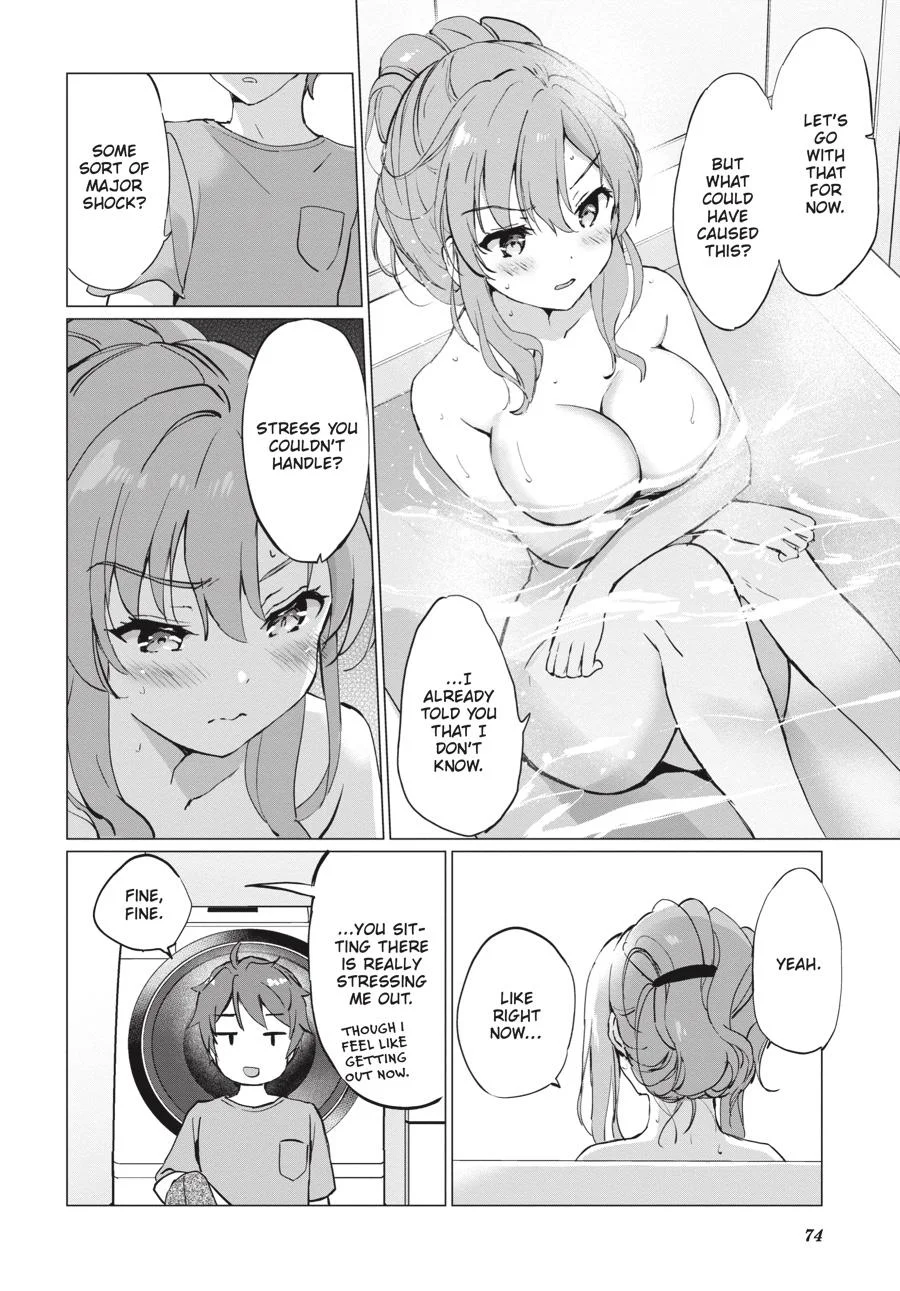 LET'S
GO
WITH
THAT FOR
NOW.
BUT
WHAT
COULD
HAVE
CAUSED
THIS?
SOME
SORT OF
MAJOR
SHOCK?
STRESS YOU
COULDN'T
HANDLE?
...I
ALREADY
TOLD YOU
THAT I
DON'T
KNOW.
YEAH.
LIKE
RIGHT
NOW...
...YOU SIT-
TING THERE
IS REALLY
STRESSING
ME OUT.
THOUGH I
FEEL LIKE
GETTING
OUT NOW.
FINE,
FINE.
74